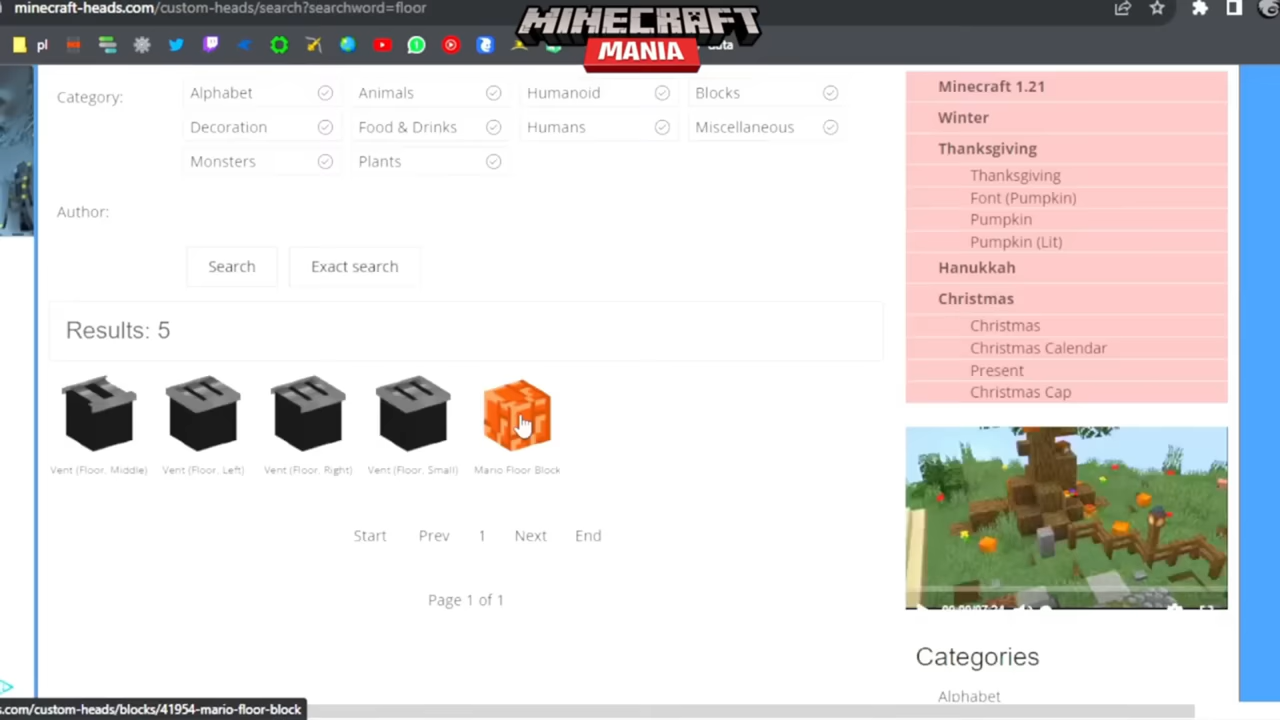 minecraft-heads.com/custom-heads/search?searchword=floor
MINECRAFT
MANIA
pl
Category:
Alphabet
Animals
Humanoid
Blocks
Decoration
Food & Drinks
Humans
Miscellaneous
Monsters
Plants
Author:
Search
Exact search
Results: 5
Vent (Floor, Middle)
Vent (Floor, Left)
Vent (Floor, Right)
Vent (Floor, Small)
Mario Floor Block
Start
Prev
1
Next
End
Page 1 of 1
Minecraft 1.21
Winter
Thanksgiving
Thanksgiving
Font (Pumpkin)
Pumpkin
Pumpkin (Lit)
Hanukkah
Christmas
Christmas
Christmas Calendar
Present
Christmas Cap
Categories
Alphabet
s.com/custom-heads/blocks/41954-mario-floor-block